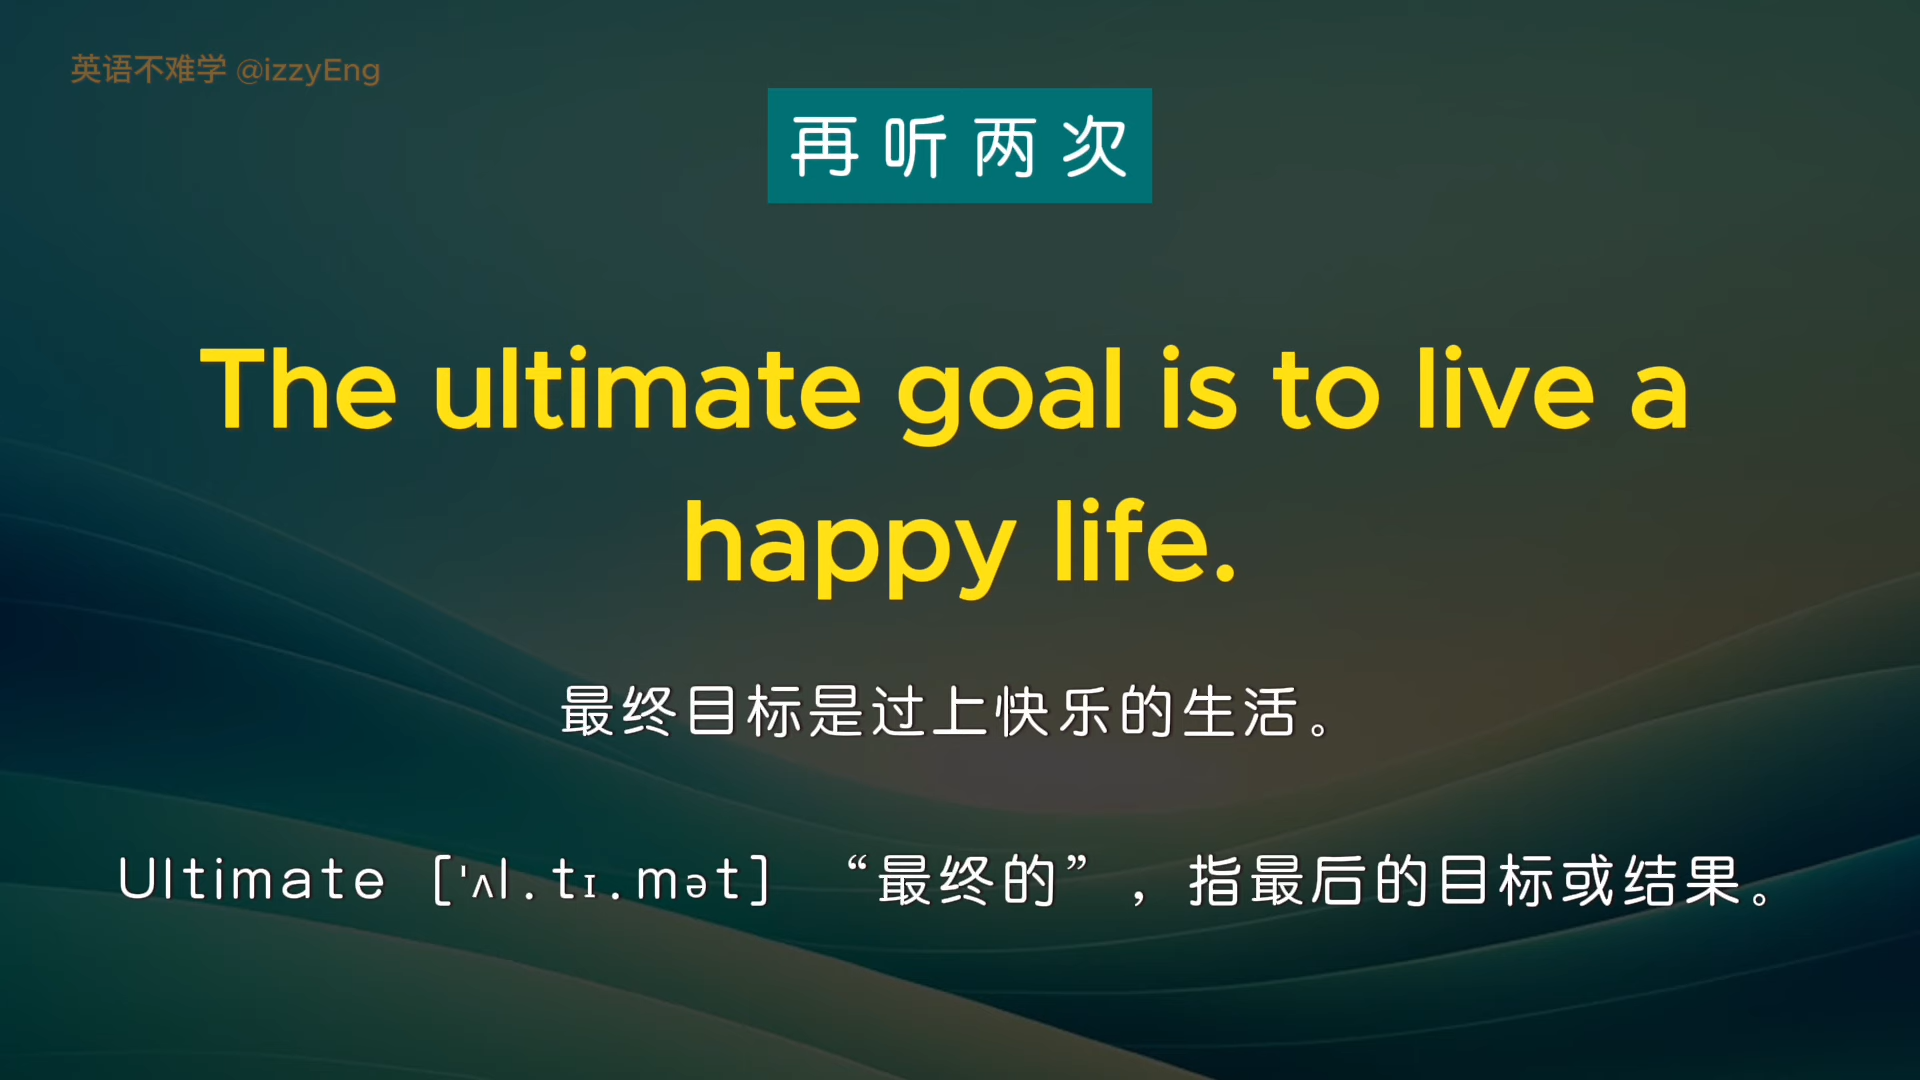 英语不难学 @izzyEng
再听两次
The ultimate goal is to live a
happy life.
最终目标是过上快乐的生活。
Ultimate [ˈʌl.tɪ.mət] “最终的”，指最后的目标或结果。